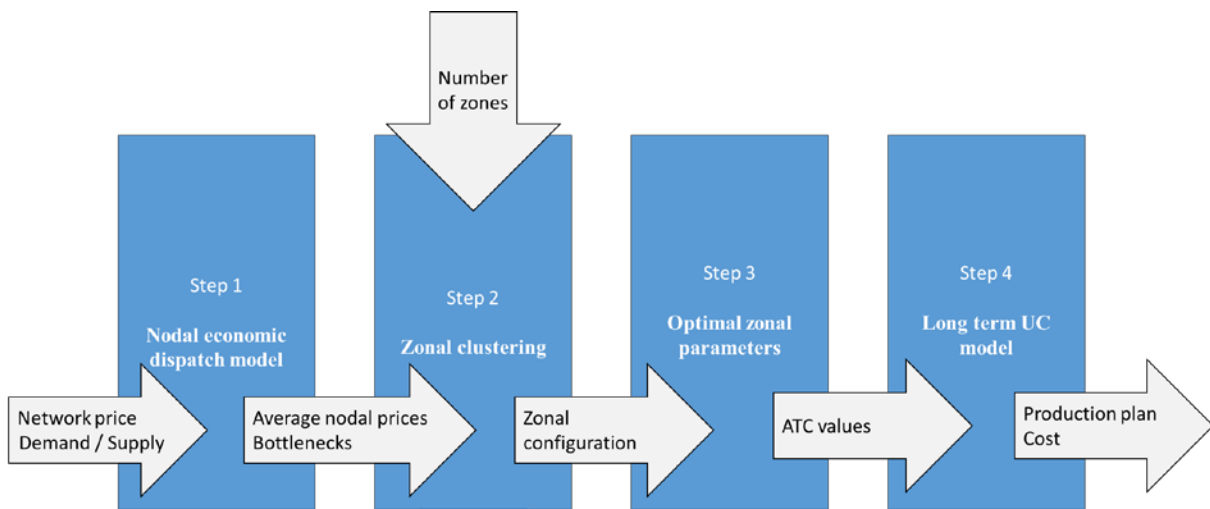 Number
of zones
Step 1
Nodal economic
dispatch model
Step 2
Zonal clustering
Step 3
Optimal zonal
parameters
Step 4
Long term UC
model
Network price
Demand / Supply
Average nodal prices
Bottlenecks
Zonal
configuration
ATC values
Production plan
Cost